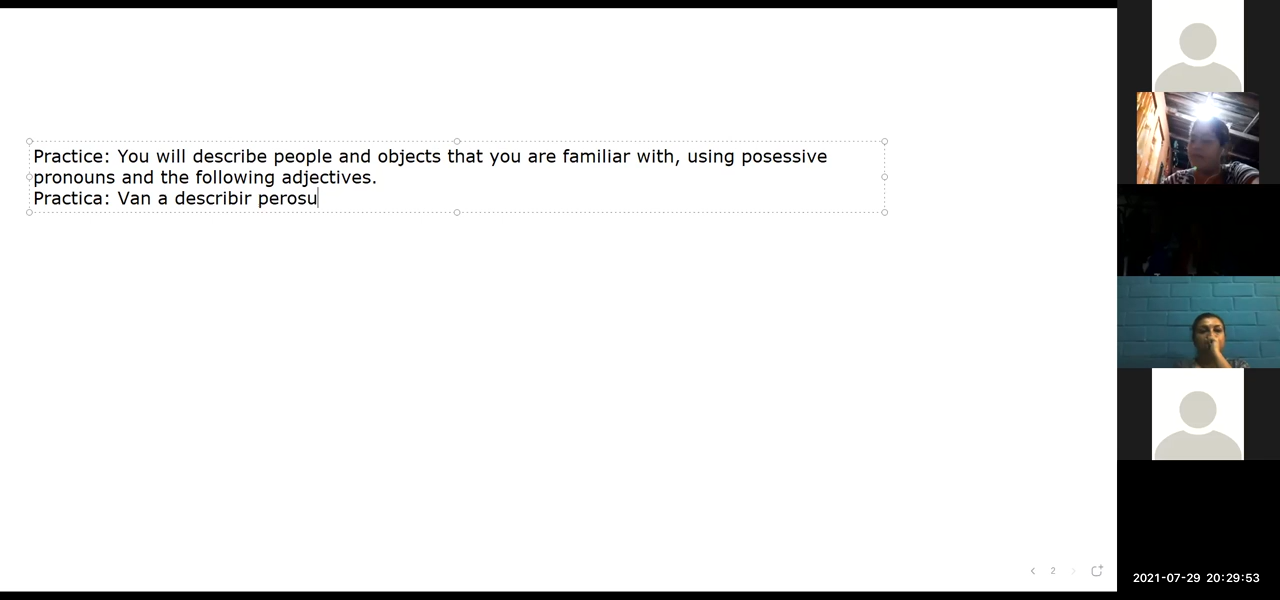 Practice: You will describe people and objects that you are familiar with, using posessive
pronouns and the following adjectives.
Practica: Van a describir perosu
2
2021-07-29 20:29:53